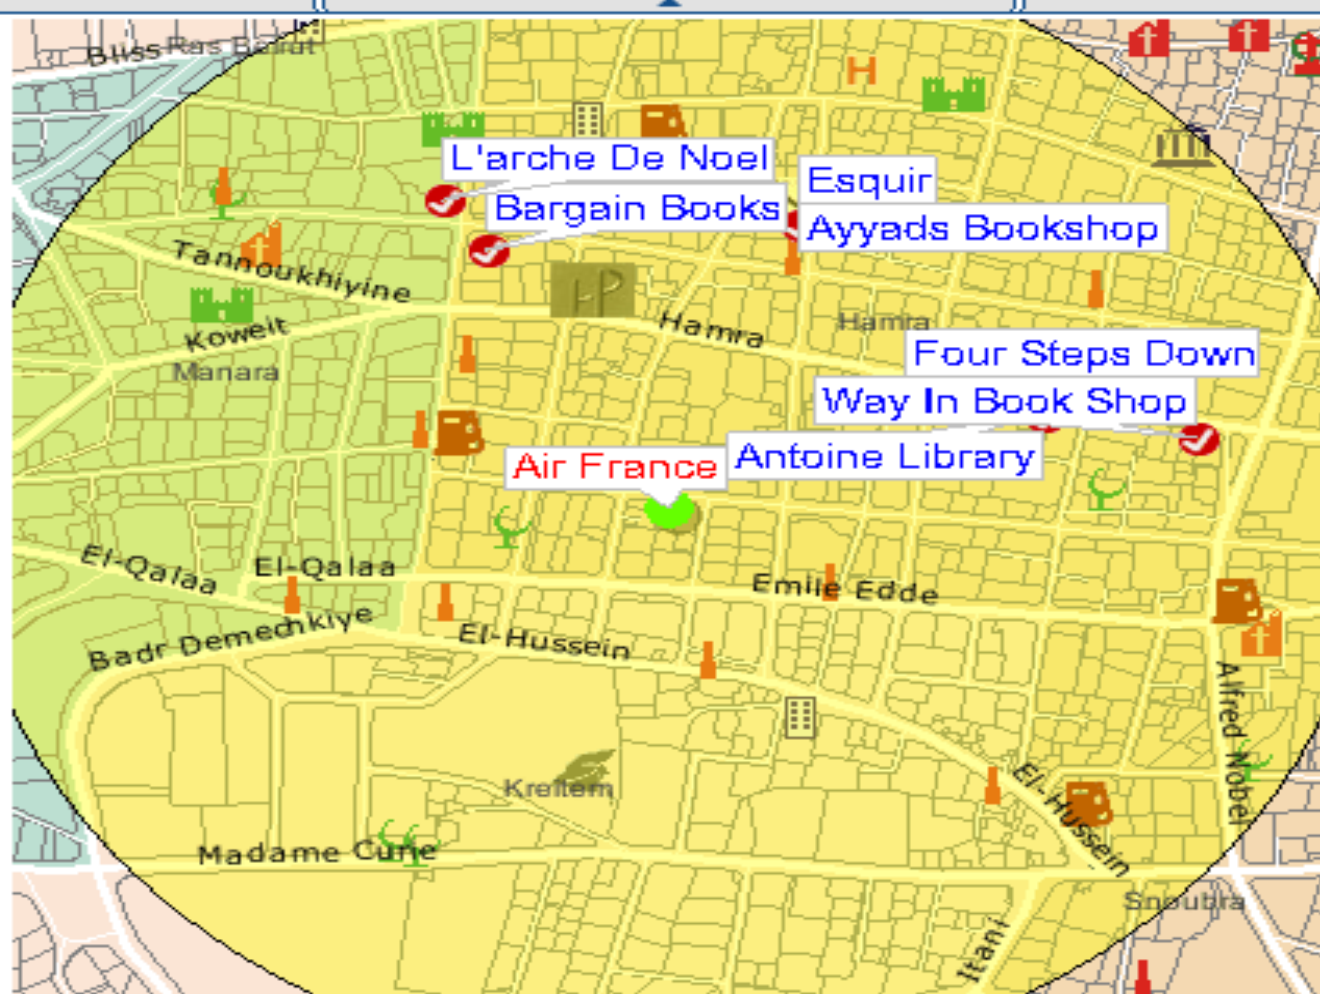 Bliss
Ras Beirut
L'arche De Noel
Esquir
Bargain Books
Ayyads Bookshop
Tannoukhiyine
Koweit
Hamra
Hamra
Manara
Four Steps Down
Way In Book Shop
Air France
Antoine Library
El-Qalaa
El-Qalaa
Emile Edde
Badr Demechkiye
El-Hussein
Alfred Nobel
Kreitem
El-Hussein
Madame Curie
Snoubra
Itani